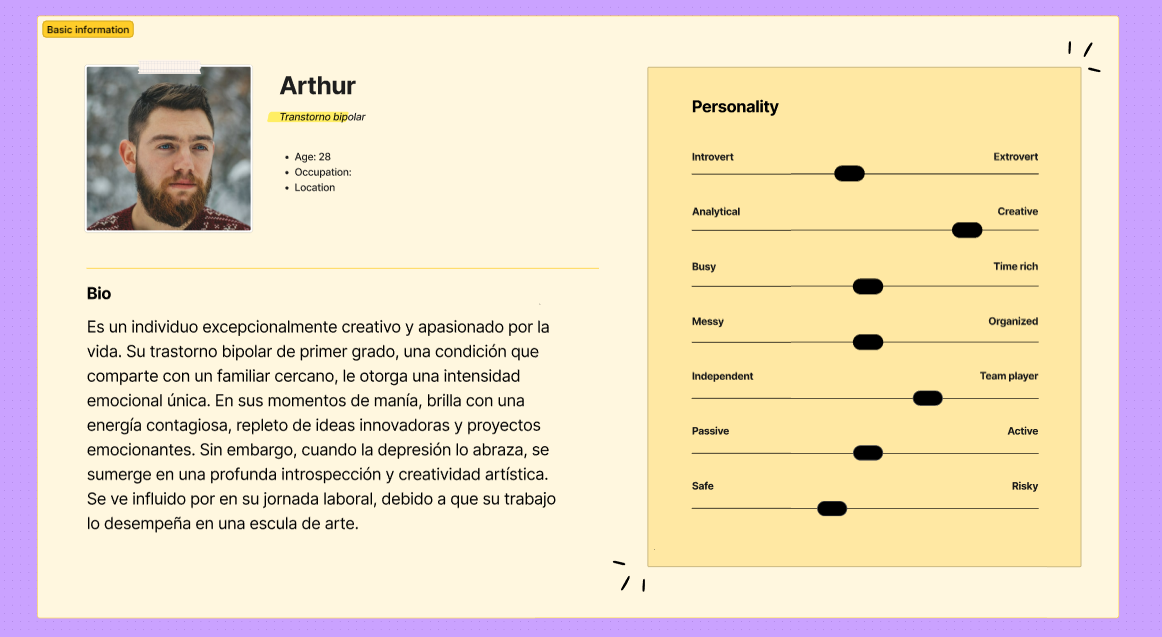 Basic information
Arthur
Transtorno bipolar
Age: 28
Occupation:
Location
Bio
Es un individuo excepcionalmente creativo y apasionado por la
vida. Su trastorno bipolar de primer grado, una condición que
comparte con un familiar cercano, le otorga una intensidad
emocional única. En sus momentos de manía, brilla con una
energía contagiosa, repleto de ideas innovadoras y proyectos
emocionantes. Sin embargo, cuando la depresión lo abraza, se
sumerge en una profunda introspección y creatividad artística.
Se ve influido por en su jornada laboral, debido a que su trabajo
lo desempeña en una escula de arte.
Personality
Introvert Extrovert
Analytical Creative
Busy Time rich
Messy Organized
Independent Team player
Passive Active
Safe Risky